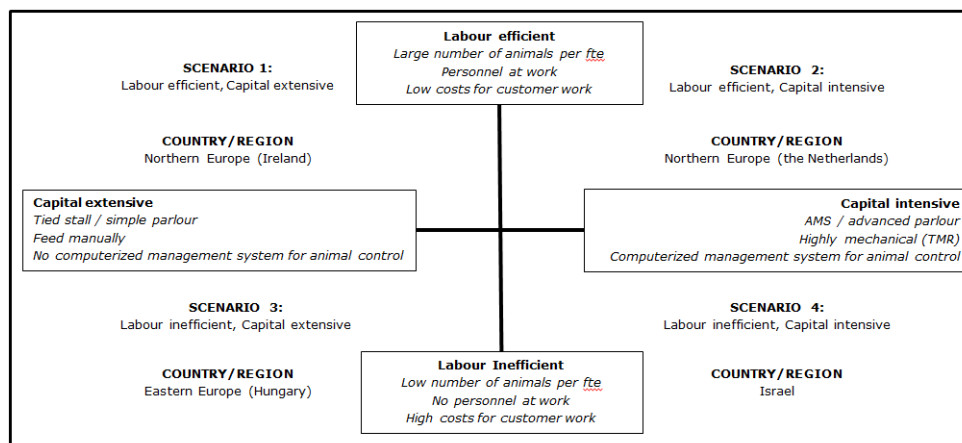 Labour efficient
Large number of animals per fte
Personnel at work
Low costs for customer work
SCENARIO 1:
Labour efficient, Capital extensive
SCENARIO 2:
Labour efficient, Capital intensive
COUNTRY/REGION
Northern Europe (Ireland)
COUNTRY/REGION
Northern Europe (the Netherlands)
Capital extensive
Tied stall / simple parlour
Feed manually
No computerized management system for animal control
Capital intensive
AMS / advanced parlour
Highly mechanical (TMR)
Computerized management system for animal control
SCENARIO 3:
Labour inefficient, Capital extensive
SCENARIO 4:
Labour inefficient, Capital intensive
Labour Inefficient
Low number of animals per fte
No personnel at work
High costs for customer work
COUNTRY/REGION
Eastern Europe (Hungary)
COUNTRY/REGION
Israel